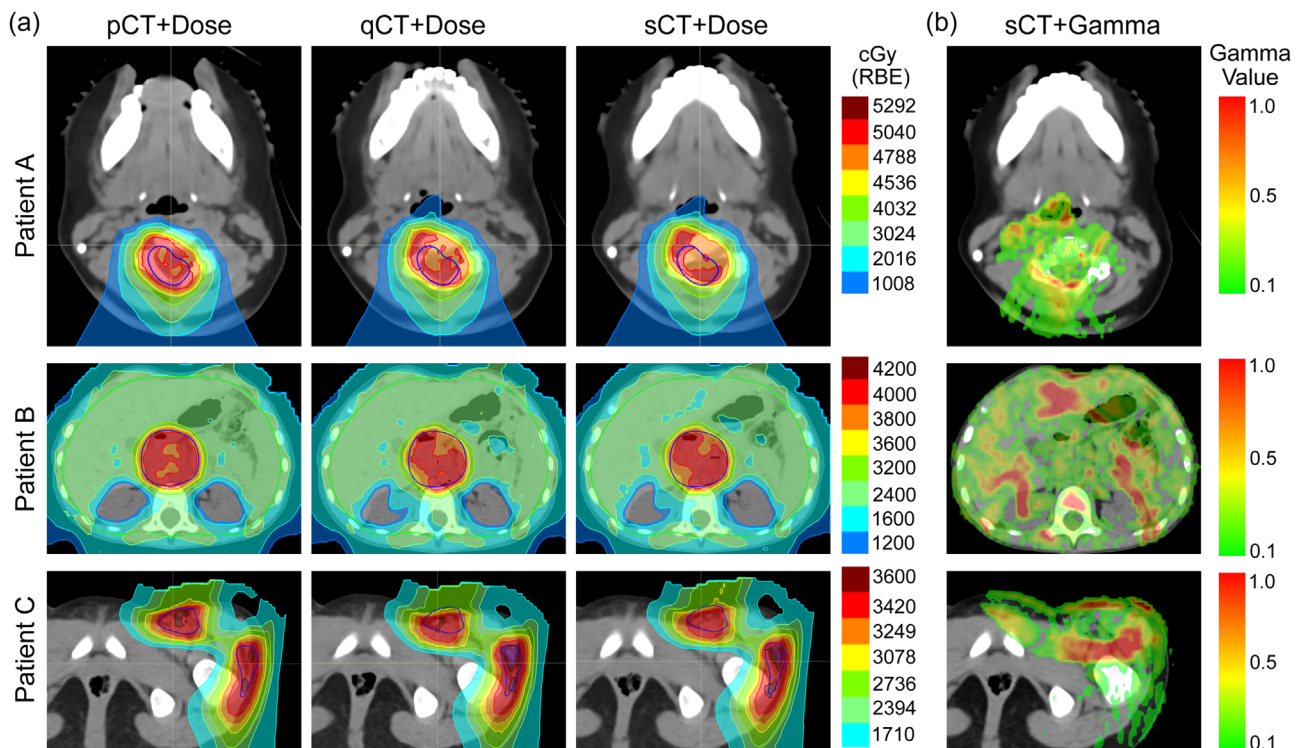 (a)
pCT+Dose
qCT+Dose
sCT+Dose
(b)
sCT+Gamma
Patient A
cGy
(RBE)
5292
5040
4788
4536
4032
3024
2016
1008
Gamma
Value
1.0
0.5
0.1
Patient B
4200
4000
3800
3600
3200
2400
1600
1200
1.0
0.5
0.1
Patient C
3600
3420
3249
3078
2736
2394
1710
1.0
0.5
0.1